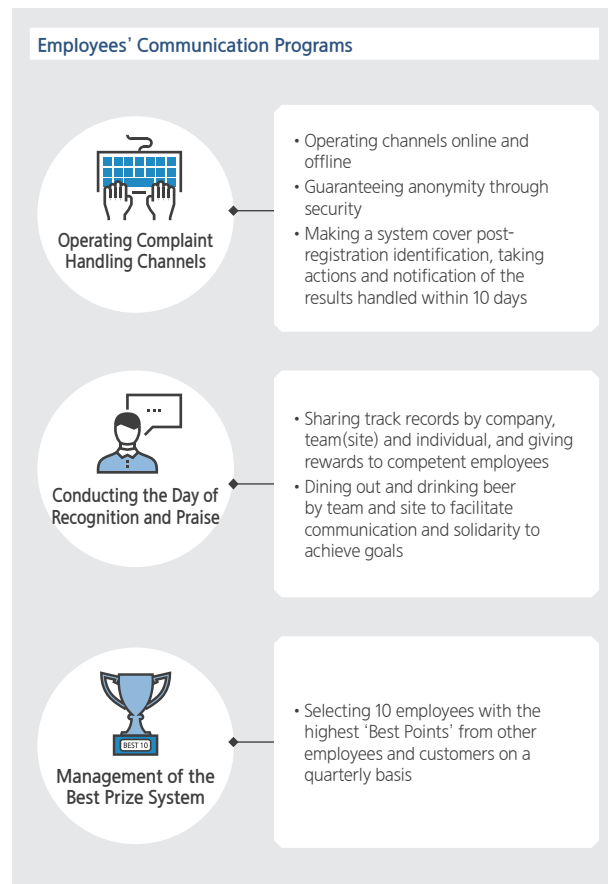 Employees’ Communication Programs
Operating Complaint
Handling Channels
• Operating channels online and
offline
• Guaranteeing anonymity through
security
• Making a system cover post-
registration identification, taking
actions and notification of the
results handled within 10 days
Conducting the Day of
Recognition and Praise
• Sharing track records by company,
team(site) and individual, and giving
rewards to competent employees
• Dining out and drinking beer
by team and site to facilitate
communication and solidarity to
achieve goals
BEST 10
Management of the
Best Prize System
• Selecting 10 employees with the
highest ‘Best Points’ from other
employees and customers on a
quarterly basis